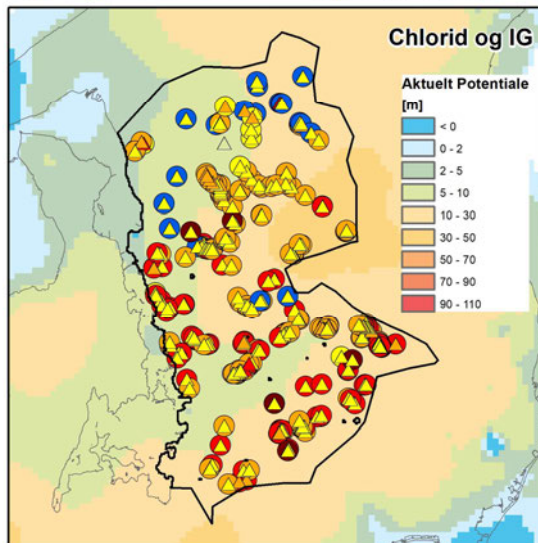 Chlorid og IG
Aktuelt Potentiale
[m]
< 0
0 - 2
2 - 5
5 - 10
10 - 30
30 - 50
50 - 70
70 - 90
90 - 110